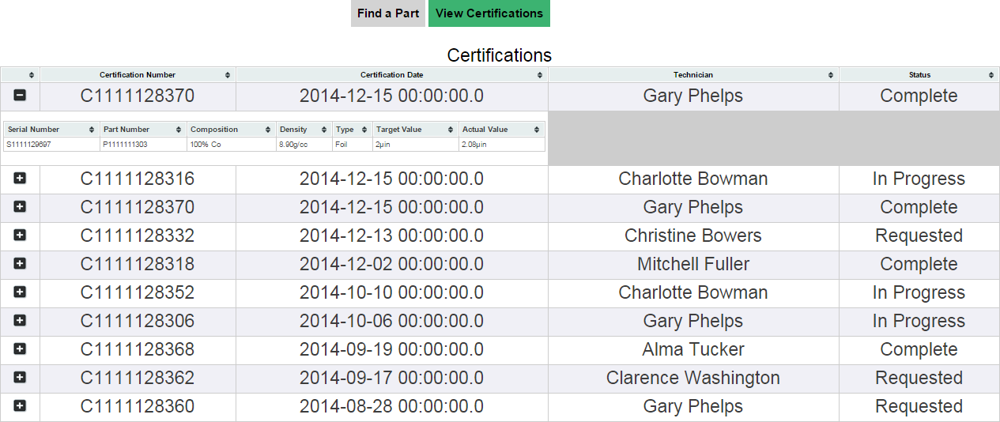 Find a Part View Certifications
Certifications
Certification Number Certification Date Technician Status
C1111128370 2014-12-15 00:00:00.0 Gary Phelps Complete
Serial Number Part Number Composition Density Type Target Value Actual Value
S1111129697 P1111111303 100% Co 8.90g/cc Foil 2µin 2.08µin
C1111128316 2014-12-15 00:00:00.0 Charlotte Bowman In Progress
C1111128370 2014-12-15 00:00:00.0 Gary Phelps Complete
C1111128332 2014-12-13 00:00:00.0 Christine Bowers Requested
C1111128318 2014-12-02 00:00:00.0 Mitchell Fuller Complete
C1111128352 2014-10-10 00:00:00.0 Charlotte Bowman In Progress
C1111128306 2014-10-06 00:00:00.0 Gary Phelps In Progress
C1111128368 2014-09-19 00:00:00.0 Alma Tucker Complete
C1111128362 2014-09-17 00:00:00.0 Clarence Washington Requested
C1111128360 2014-08-28 00:00:00.0 Gary Phelps Requested